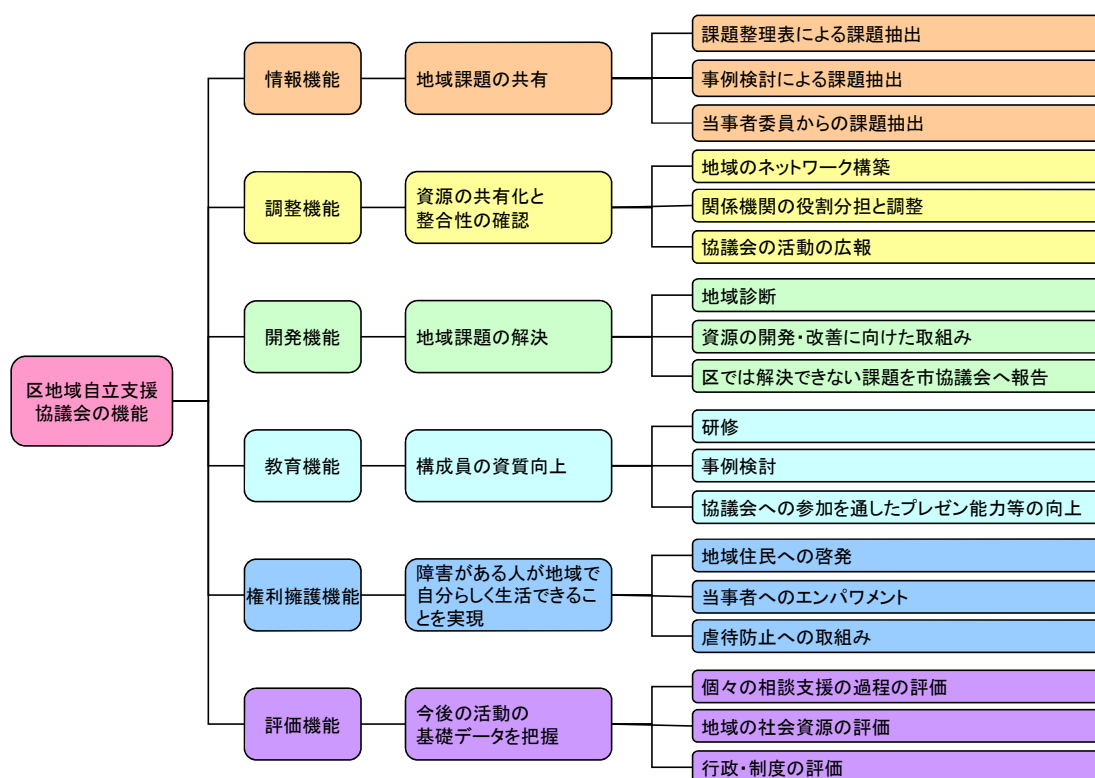 区地域自立支援
協議会の機能
情報機能
地域課題の共有
課題整理表による課題抽出
事例検討による課題抽出
当事者委員からの課題抽出
調整機能
資源の共有化と
整合性の確認
地域のネットワーク構築
関係機関の役割分担と調整
協議会の活動の広報
開発機能
地域課題の解決
地域診断
資源の開発・改善に向けた取組み
区では解決できない課題を市協議会へ報告
教育機能
構成員の資質向上
研修
事例検討
協議会への参加を通したプレゼン能力等の向上
権利擁護機能
障害がある人が地域で
自分らしく生活できるこ
とを実現
地域住民への啓発
当事者へのエンパワメント
虐待防止への取組み
評価機能
今後の活動の
基礎データを把握
個々の相談支援の過程の評価
地域の社会資源の評価
行政・制度の評価